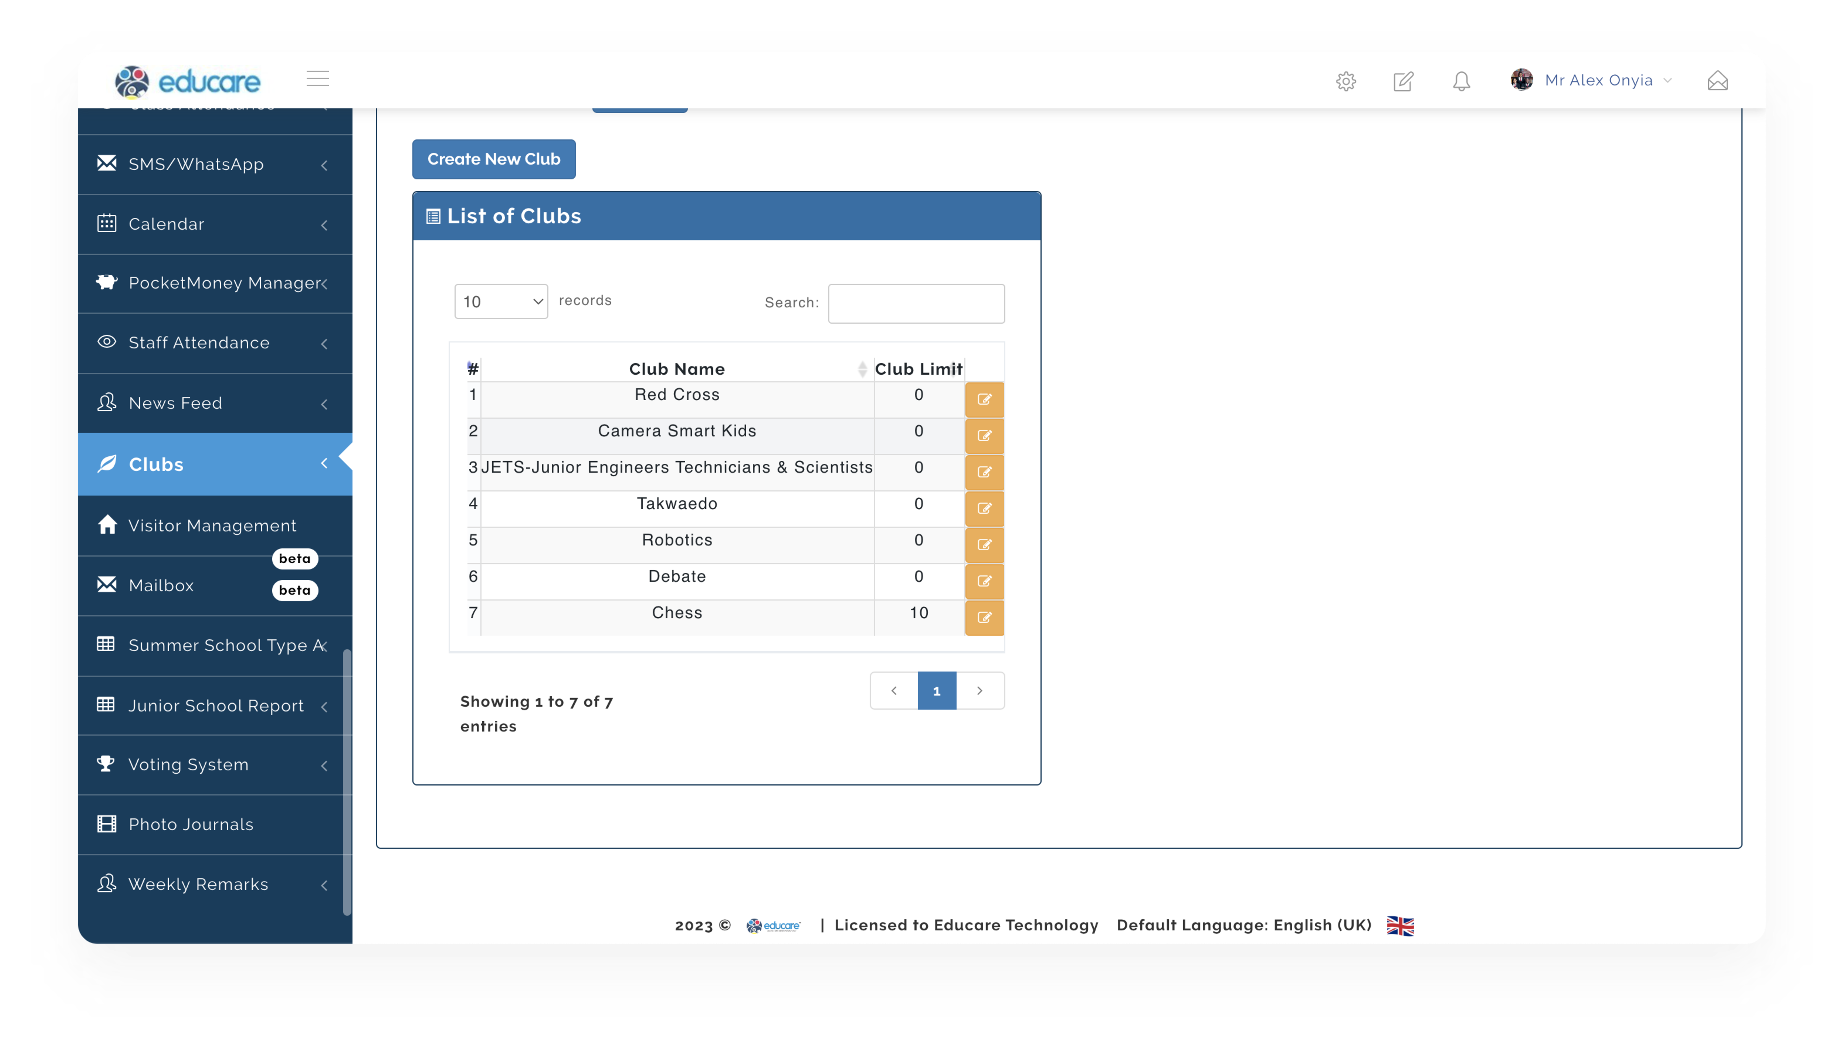 educare
Mr Alex Onyia
Class Attendance
SMS/WhatsApp
Calendar
PocketMoney Manager
Staff Attendance
News Feed
Clubs
Visitor Management
beta
Mailbox
beta
Summer School Type A
Junior School Report
Voting System
Photo Journals
Weekly Remarks
Create New Club
List of Clubs
10 records Search:
# Club Name Club Limit
1 Red Cross 0
2 Camera Smart Kids 0
3 JETS-Junior Engineers Technicians & Scientists 0
4 Takwaedo 0
5 Robotics 0
6 Debate 0
7 Chess 10
Showing 1 to 7 of 7
entries
1
2023 © educare | Licensed to Educare Technology Default Language: English (UK)